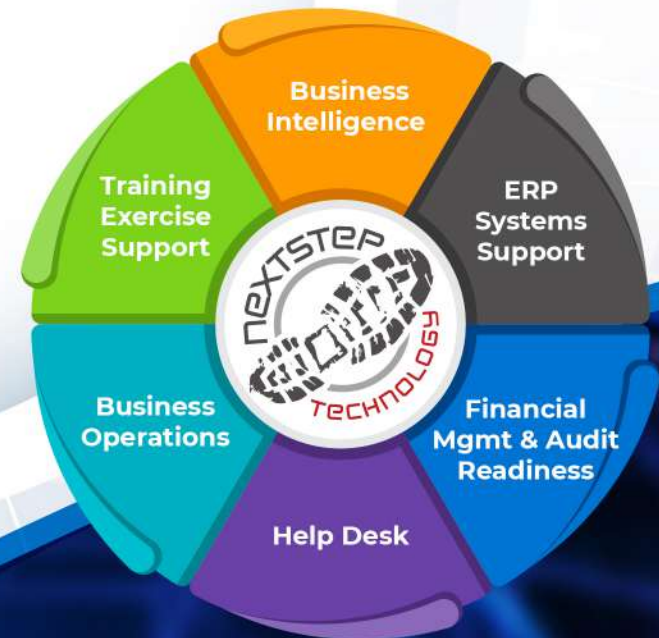 Business
Intelligence
ERP
Systems
Support
Financial
Mgmt & Audit
Readiness
Help Desk
Business
Operations
Training
Exercise
Support
nextstep
technology